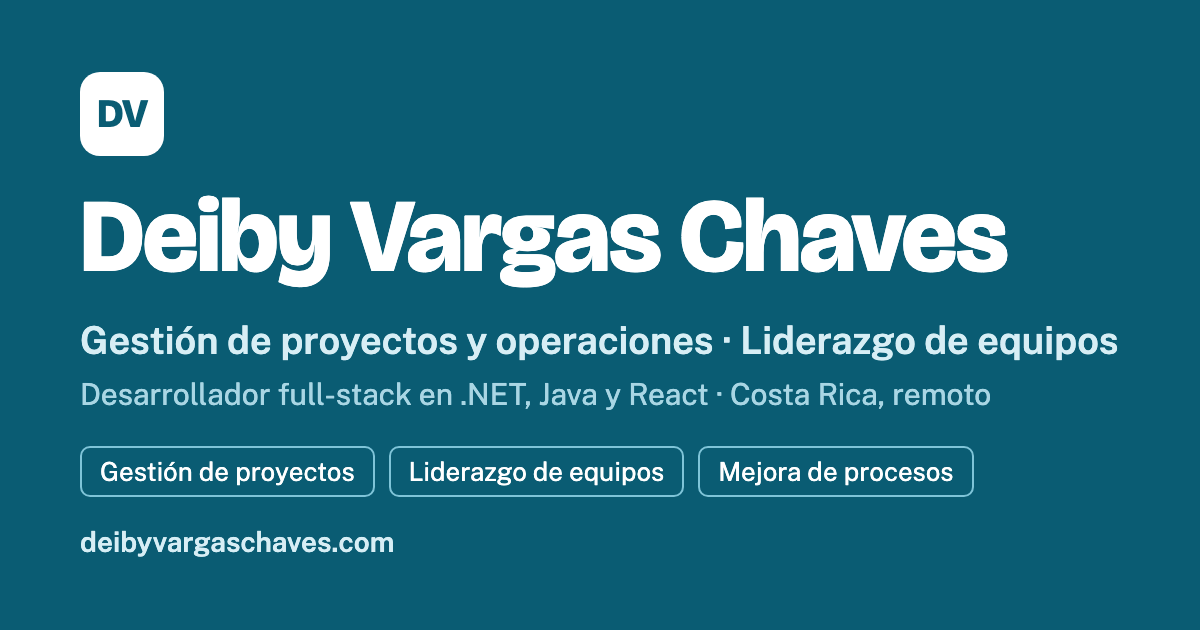 DV
Deiby Vargas Chaves
Gestión de proyectos y operaciones · Liderazgo de equipos
Desarrollador full-stack en .NET, Java y React · Costa Rica, remoto
Gestión de proyectos Liderazgo de equipos Mejora de procesos
deibyvargaschaves.com